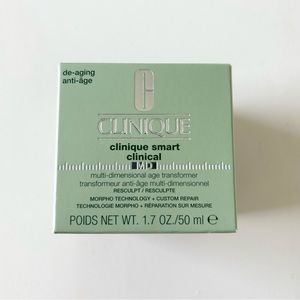 de-aging
anti-âge
C
CLINIQUE
clinique smart
clinical
MD
multi-dimensional age transformer
transformateur anti-âge multi-dimensionnel
RESCULPT / RESCULPTE
MORPHO TECHNOLOGY + CUSTOM REPAIR
TECHNOLOGIE MORPHO + RÉPARATION SUR MESURE
POIDS NET WT. 1.7 OZ./50 ml ℮